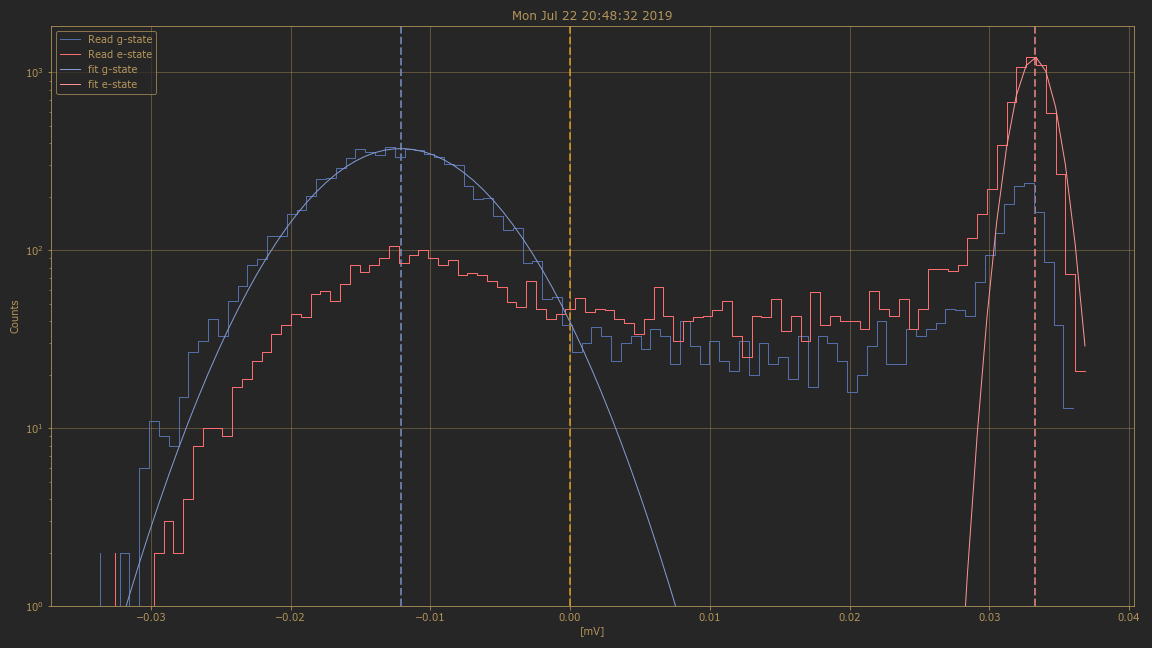 Mon Jul 22 20:48:32 2019
Read g-state
Read e-state
fit g-state
fit e-state
10³
10²
10¹
10⁰
Counts
−0.03 −0.02 −0.01 0.00 0.01 0.02 0.03 0.04
[mV]